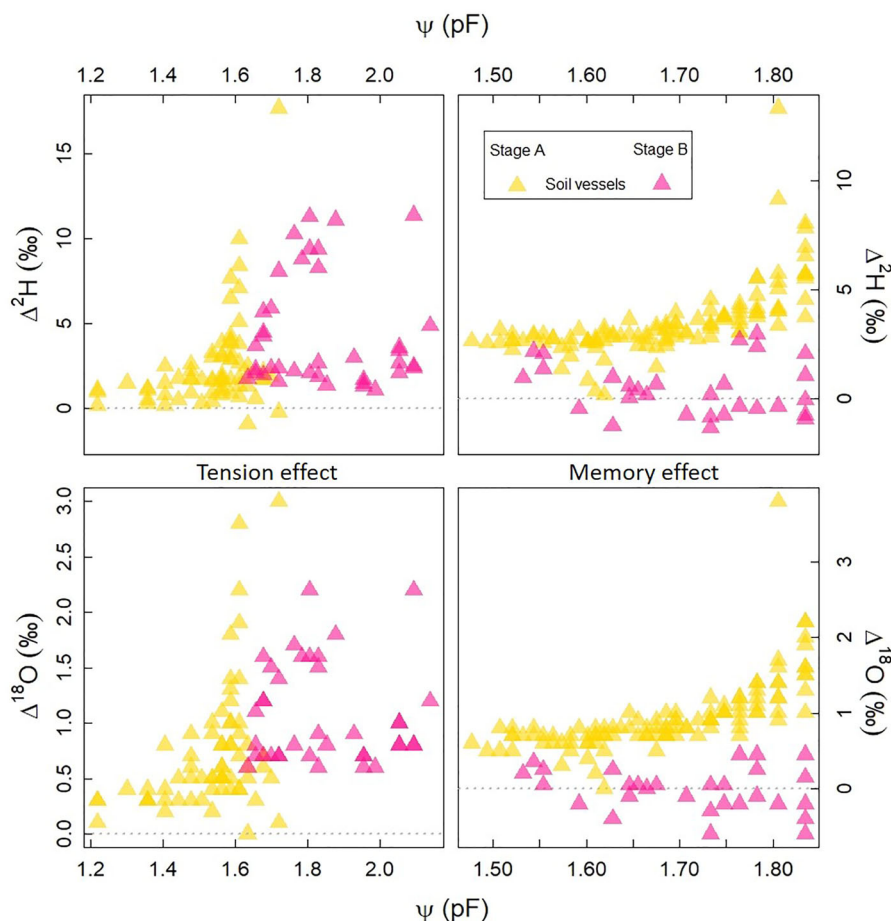 ψ (pF)
1.2 1.4 1.6 1.8 2.0
1.50 1.60 1.70 1.80
0 5 10 15
Δ²H (‰)
Stage A Stage B
Soil vessels
0 5 10
Δ²H (‰)
Tension effect
Memory effect
0.0 0.5 1.0 1.5 2.0 2.5 3.0
Δ¹⁸O (‰)
0 1 2 3
Δ¹⁸O (‰)
1.2 1.4 1.6 1.8 2.0
1.50 1.60 1.70 1.80
ψ (pF)